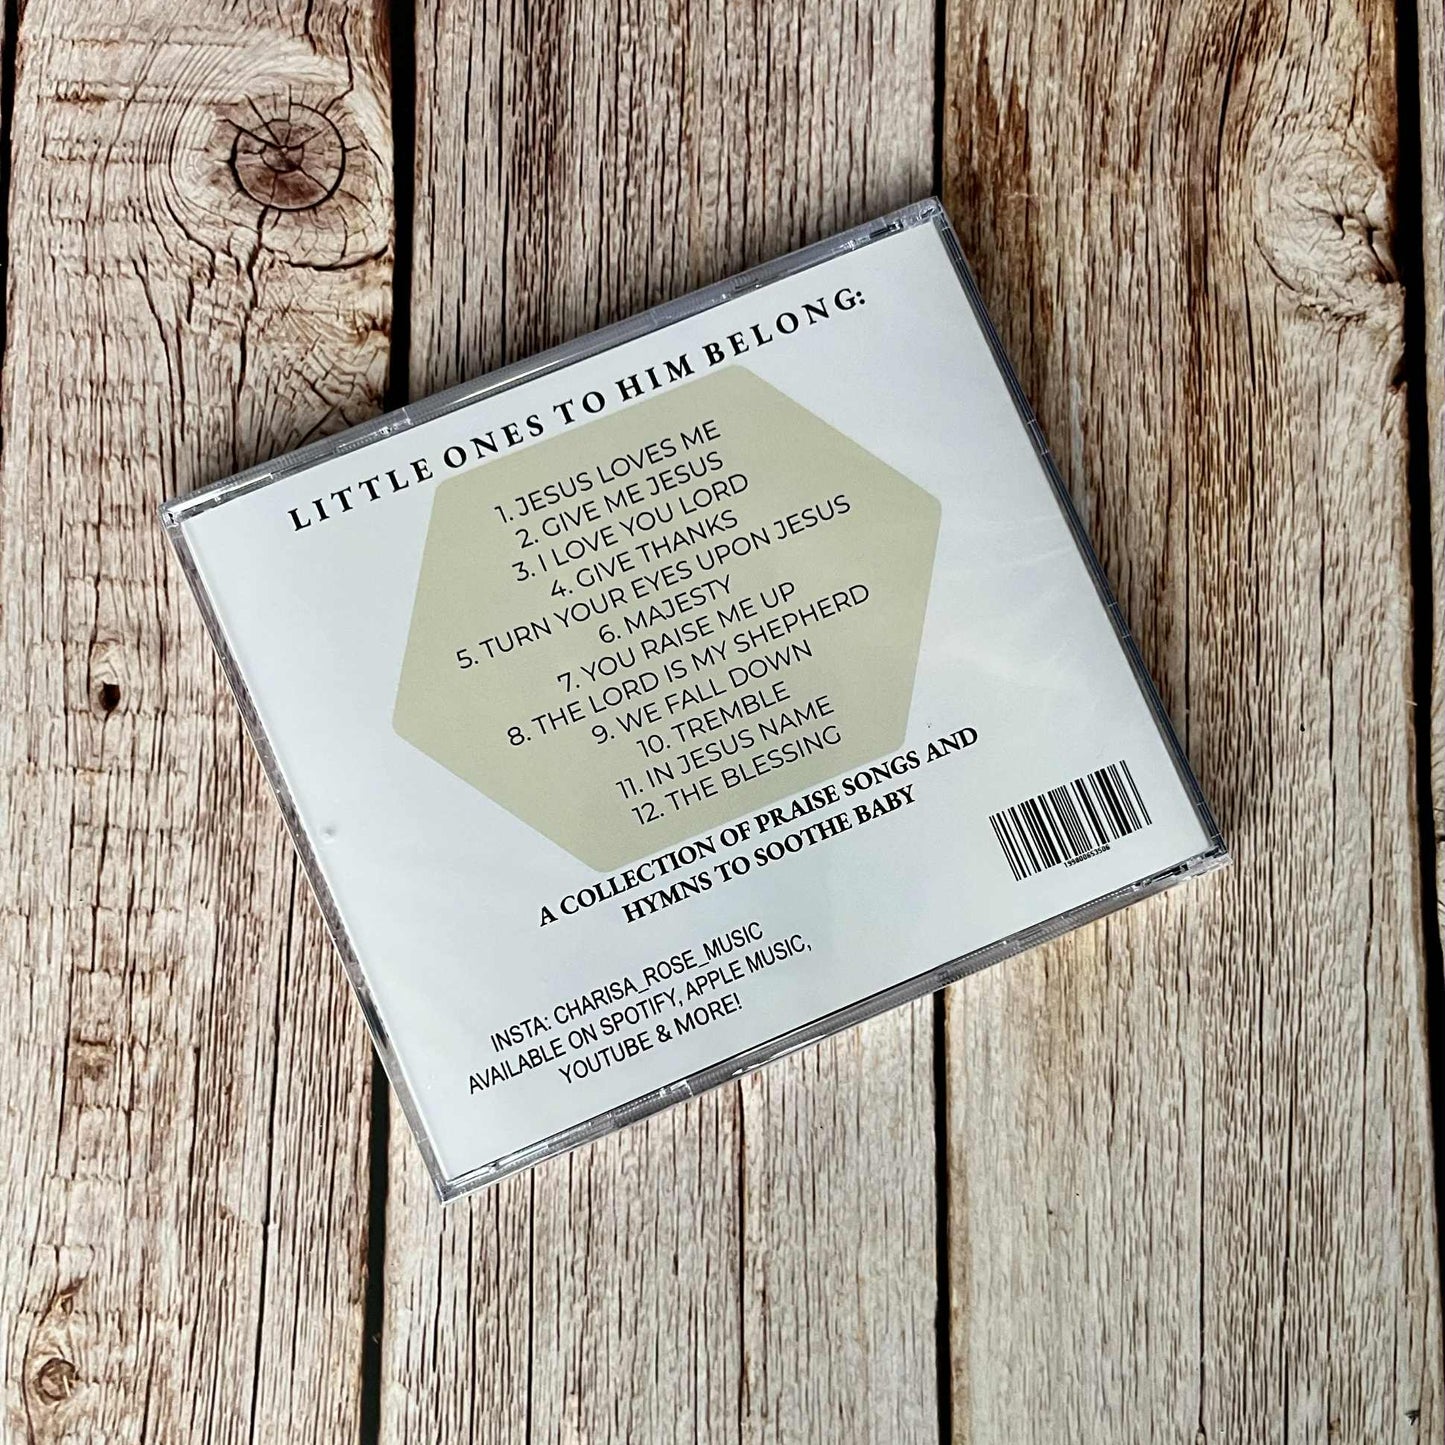 LITTLE ONES TO HIM BELONG:
1. JESUS LOVES ME
2. GIVE ME JESUS
3. I LOVE YOU LORD
4. GIVE THANKS
5. TURN YOUR EYES UPON JESUS
6. MAJESTY
7. YOU RAISE ME UP
8. THE LORD IS MY SHEPHERD
9. WE FALL DOWN
10. TREMBLE
11. IN JESUS NAME
12. THE BLESSING
A COLLECTION OF PRAISE SONGS AND
HYMNS TO SOOTHE BABY
199800653506
INSTA: CHARISA_ROSE_MUSIC
AVAILABLE ON SPOTIFY, APPLE MUSIC,
YOUTUBE & MORE!